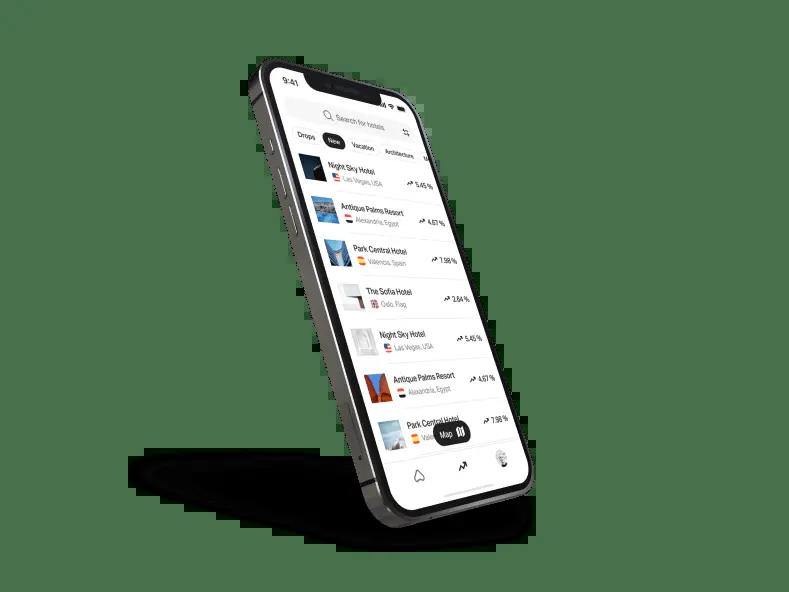 9:41
Search for hotels
Drops New Vacation Architecture M
Night Sky Hotel
Las Vegas, USA
5.45 %
Antique Palms Resort
Alexandria, Egypt
4.67 %
Park Central Hotel
Valencia, Spain
7.98 %
The Sofia Hotel
Oslo, Flag
2.64 %
Night Sky Hotel
Las Vegas, USA
5.45 %
Antique Palms Resort
Alexandria, Egypt
4.67 %
Park Central Hotel
Vale
7.98 %
Map